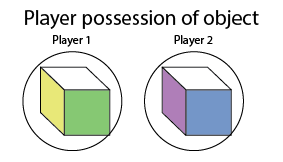 Player possession of object
Player 1
Player 2